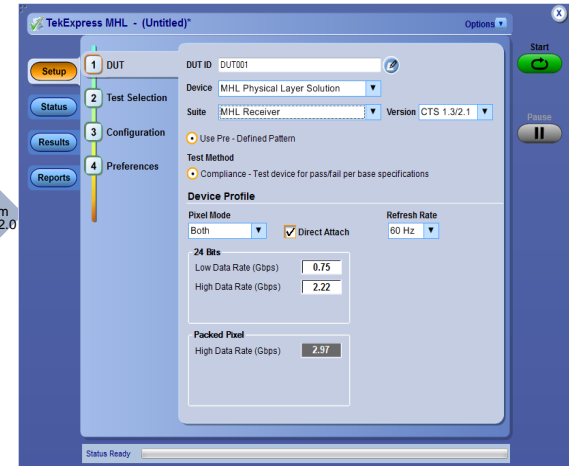 TekExpress MHL - (Untitled)*
Options
x
Start
Setup
1 DUT
DUT ID DUT001
Status
2 Test Selection
Device MHL Physical Layer Solution
Suite MHL Receiver Version CTS 1.3/2.1
Pause
Results
3 Configuration
Use Pre - Defined Pattern
Reports
4 Preferences
Test Method
Compliance - Test device for pass/fail per base specifications
Device Profile
m
2.0
Pixel Mode Refresh Rate
Both Direct Attach 60 Hz
24 Bits
Low Data Rate (Gbps) 0.75
High Data Rate (Gbps) 2.22
Packed Pixel
High Data Rate (Gbps) 2.97
Status Ready